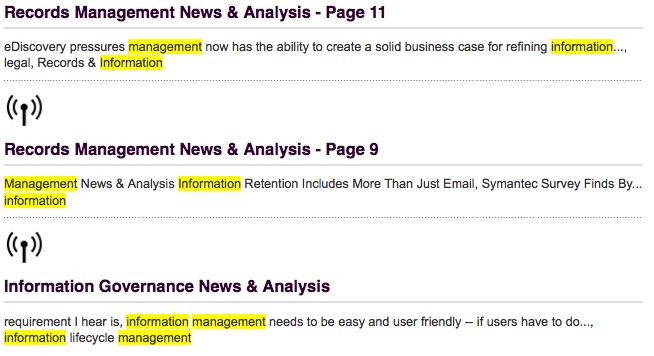 Records Management News & Analysis - Page 11
eDiscovery pressures management now has the ability to create a solid business case for refining information...,
legal, Records & Information
Records Management News & Analysis - Page 9
Management News & Analysis Information Retention Includes More Than Just Email, Symantec Survey Finds By...
information
Information Governance News & Analysis
requirement I hear is, information management needs to be easy and user friendly -- if users have to do...,
information lifecycle management